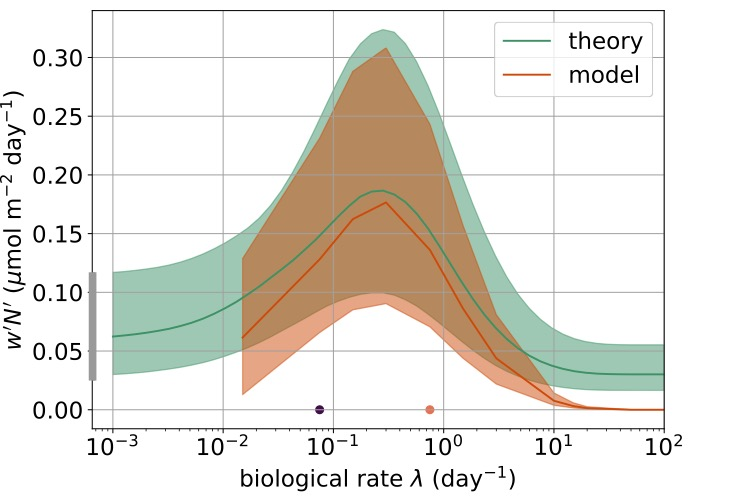 w′N′ (μmol m⁻² day⁻¹)
0.30
0.25
0.20
0.15
0.10
0.05
0.00
theory
model
10⁻³ 10⁻² 10⁻¹ 10⁰ 10¹ 10²
biological rate λ (day⁻¹)